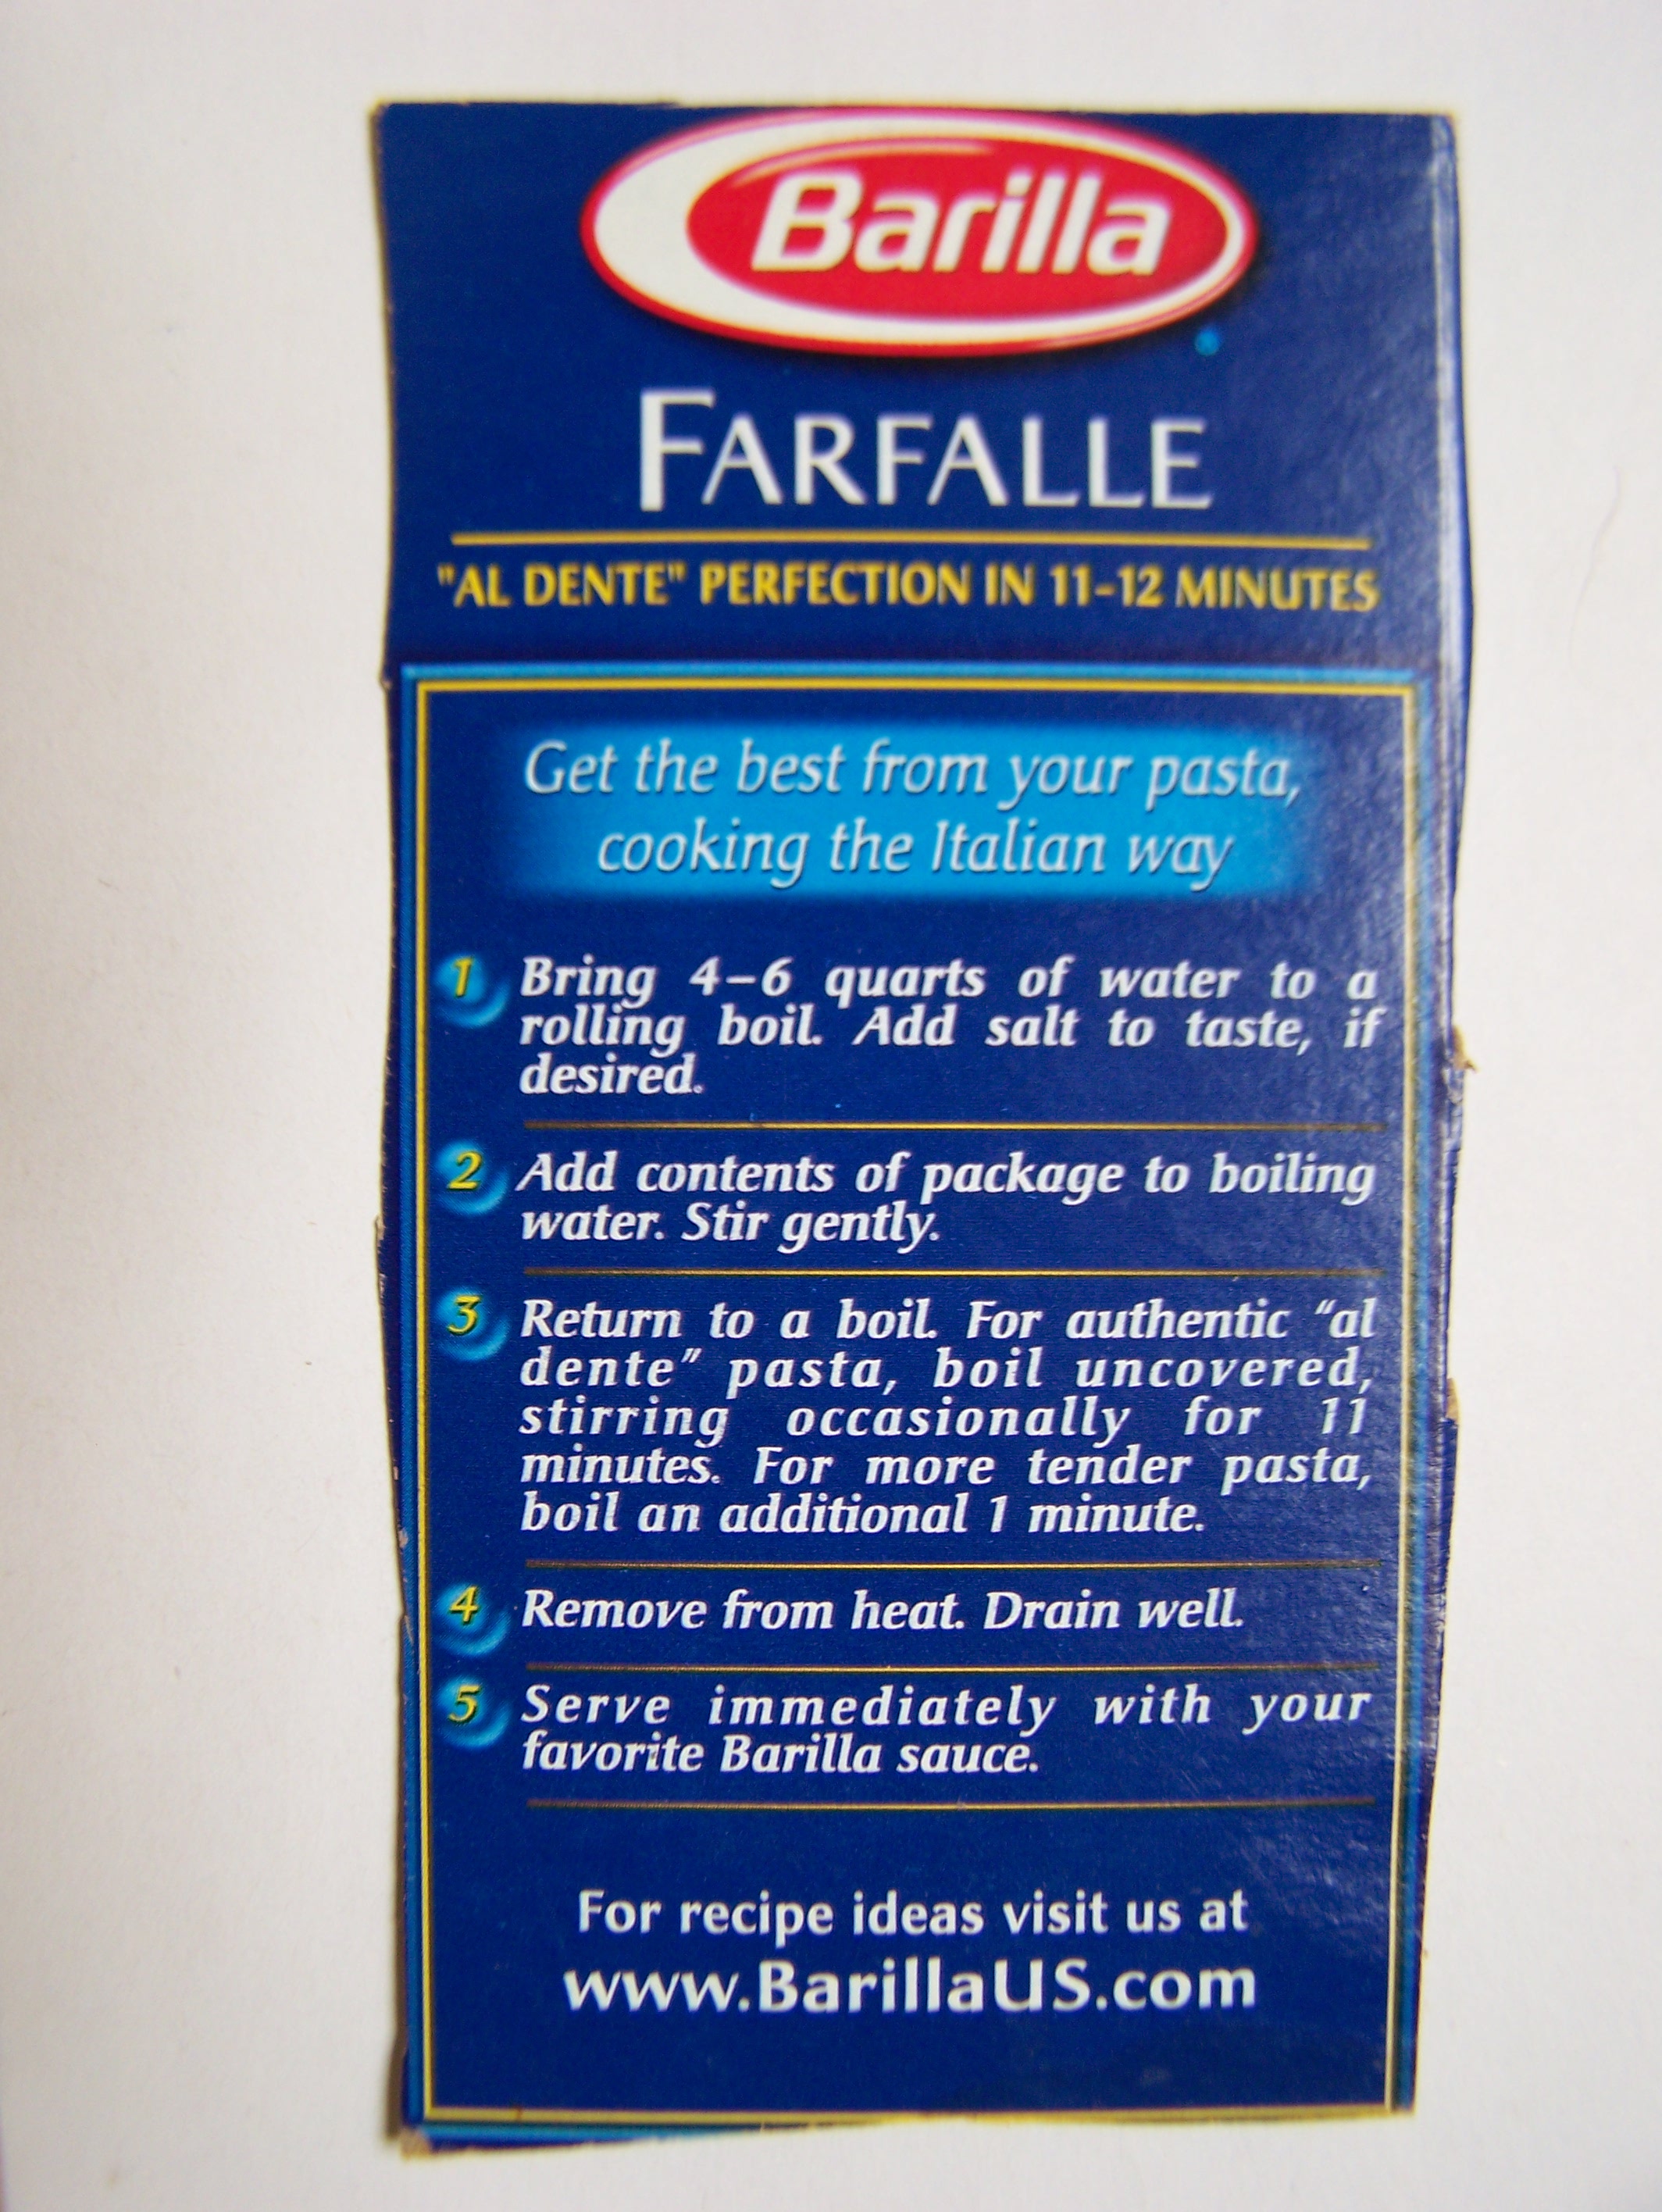 Barilla
FARFALLE
"AL DENTE" PERFECTION IN 11-12 MINUTES
Get the best from your pasta,
cooking the Italian way
1 Bring 4–6 quarts of water to a
rolling boil. Add salt to taste, if
desired.
2 Add contents of package to boiling
water. Stir gently.
3 Return to a boil. For authentic “al
dente” pasta, boil uncovered,
stirring occasionally for 11
minutes. For more tender pasta,
boil an additional 1 minute.
4 Remove from heat. Drain well.
5 Serve immediately with your
favorite Barilla sauce.
For recipe ideas visit us at
www.BarillaUS.com